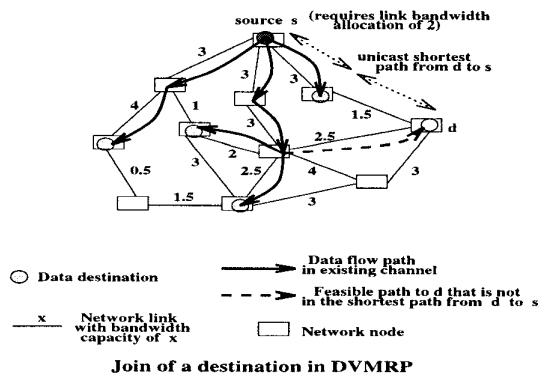 source s (requires link bandwidth
allocation of 2)
unicast shortest
path from d to s
3
3
3
4
1
3
1.5
2.5
d
2
0.5
3
2.5
4
3
1.5
3
Data destination
Data flow path
in existing channel
Feasible path to d that is not
in the shortest path from d to s
x Network link
with bandwidth
capacity of x
Network node
Join of a destination in DVMRP